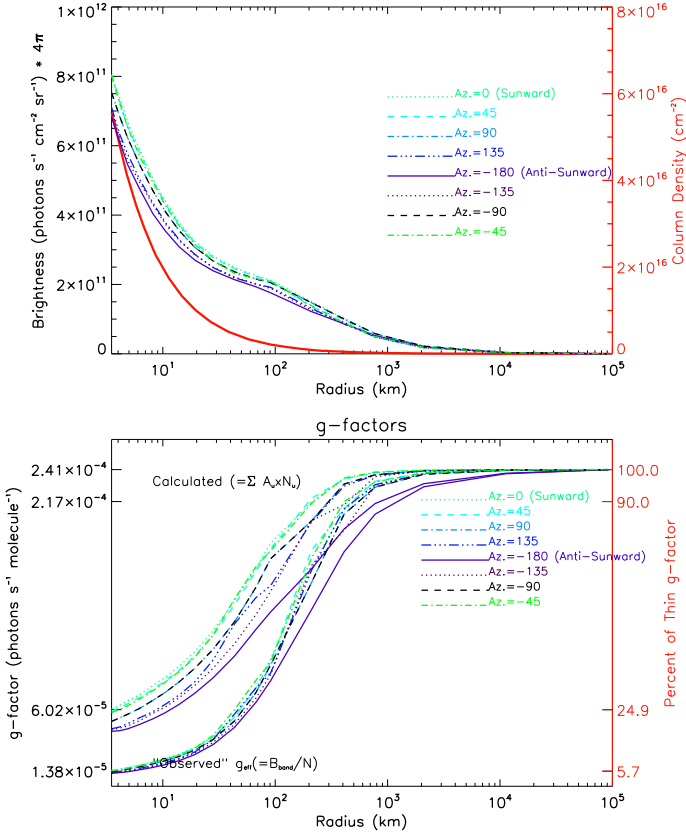 1×10¹²
8×10¹¹
6×10¹¹
4×10¹¹
2×10¹¹
0
Brightness (photons s⁻¹ cm⁻² sr⁻¹) * 4π
8×10¹⁶
6×10¹⁶
4×10¹⁶
2×10¹⁶
0
Column Density (cm⁻²)
Az.=0 (Sunward)
Az.=45
Az.=90
Az.=135
Az.=−180 (Anti−Sunward)
Az.=−135
Az.=−90
Az.=−45
10¹ 10² 10³ 10⁴ 10⁵
Radius (km)
g−factors
2.41×10⁻⁴
2.17×10⁻⁴
6.02×10⁻⁵
1.38×10⁻⁵
g−factor (photons s⁻¹ molecule⁻¹)
Calculated (=Σ AᵤxNᵤ)
"Observed" g_eff(=B_band/N)
100.0
90.0
24.9
5.7
Percent of Thin g−factor
Az.=0 (Sunward)
Az.=45
Az.=90
Az.=135
Az.=−180 (Anti−Sunward)
Az.=−135
Az.=−90
Az.=−45
10¹ 10² 10³ 10⁴ 10⁵
Radius (km)